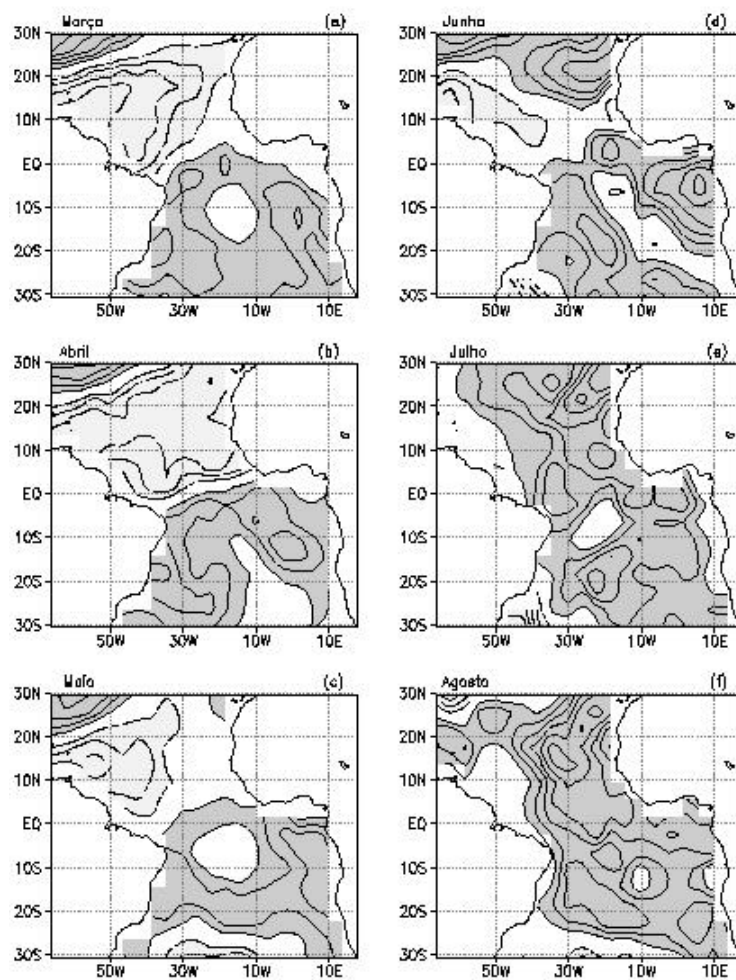 Março (a)
30N
20N
10N
EQ
10S
20S
30S
50W 30W 10W 10E
Abril (b)
30N
20N
10N
EQ
10S
20S
30S
50W 30W 10W 10E
Maio (c)
30N
20N
10N
EQ
10S
20S
30S
50W 30W 10W 10E
Junho (d)
30N
20N
10N
EQ
10S
20S
30S
50W 30W 10W 10E
Julho (e)
30N
20N
10N
EQ
10S
20S
30S
50W 30W 10W 10E
Agosto (f)
30N
20N
10N
EQ
10S
20S
30S
50W 30W 10W 10E